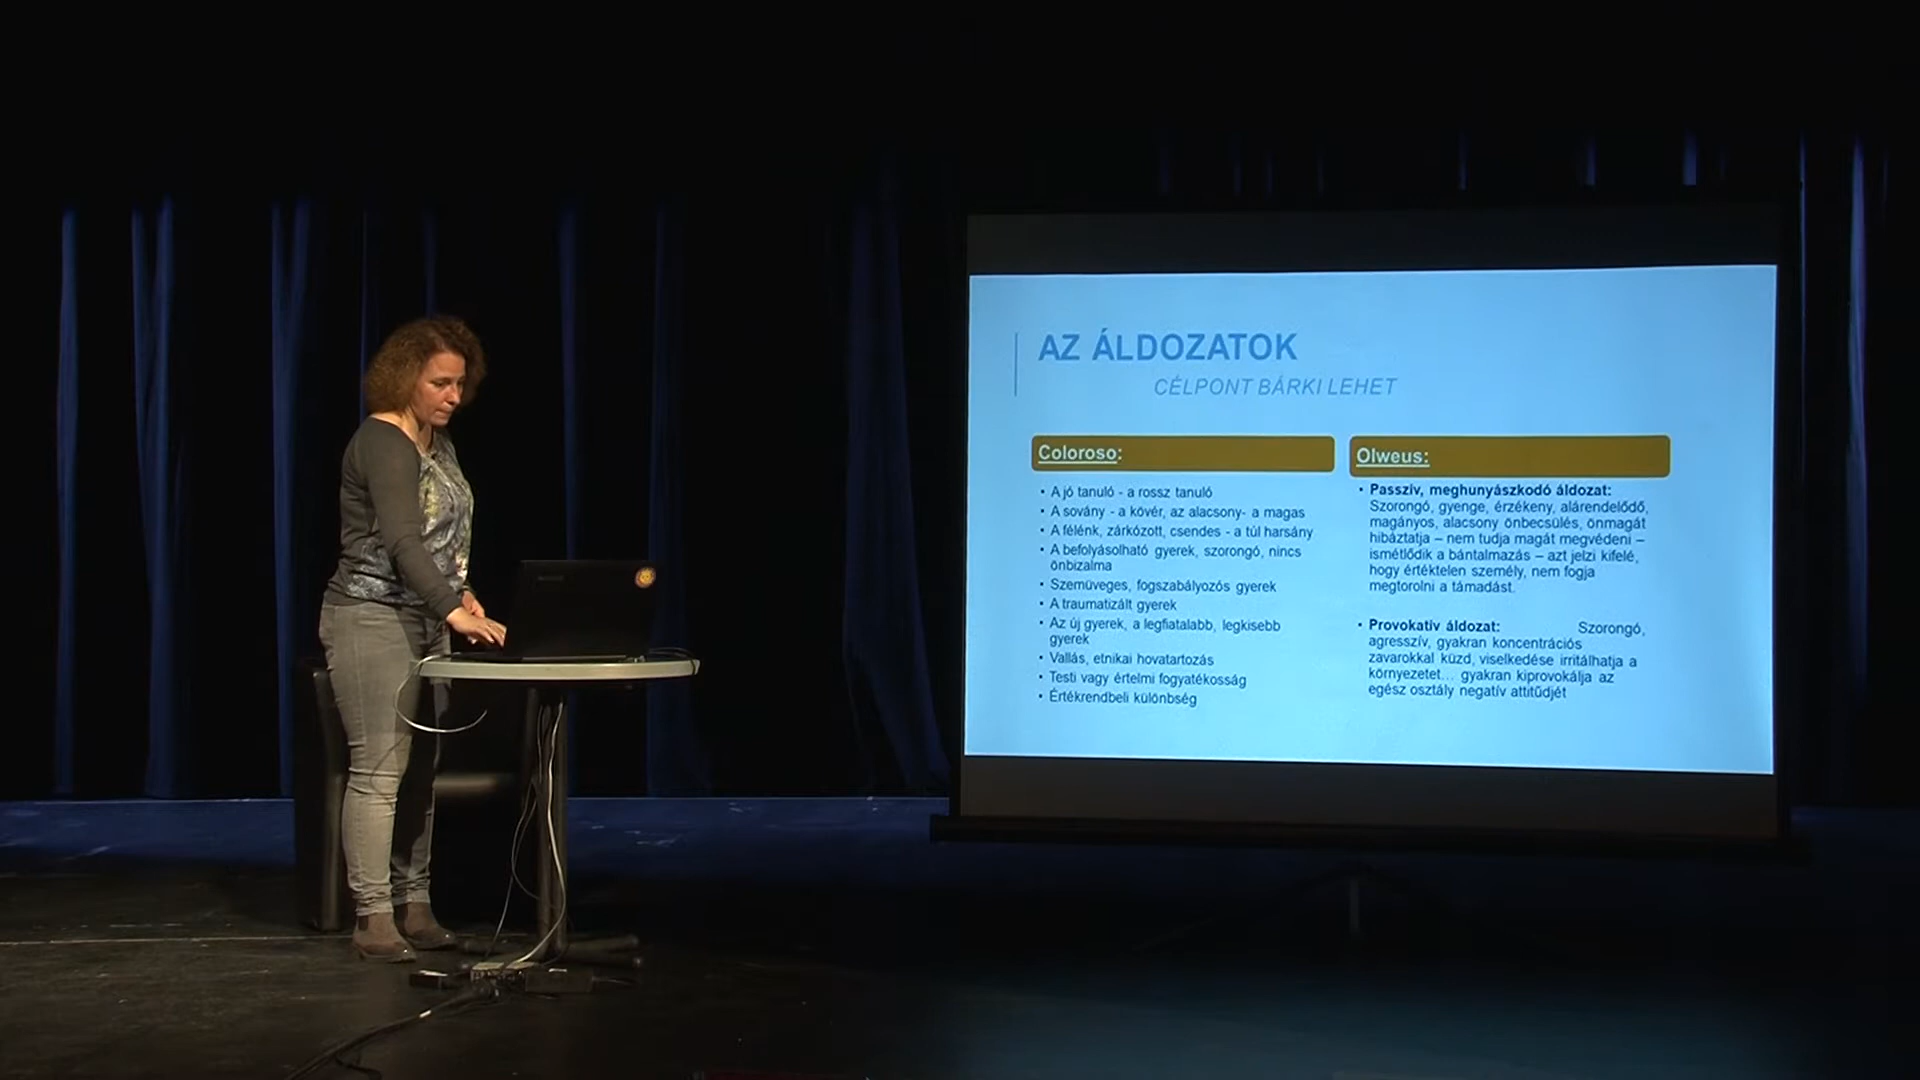 AZ ÁLDOZATOK
CÉLPONT BÁRKI LEHET
Coloroso:
• A jó tanuló - a rossz tanuló
• A sovány - a kövér, az alacsony- a magas
• A félénk, zárkózott, csendes - a túl harsány
• A befolyásolható gyerek, szorongó, nincs
önbizalma
• Szemüveges, fogszabályozós gyerek
• A traumatizált gyerek
• Az új gyerek, a legfiatalabb, legkisebb
gyerek
• Vallás, etnikai hovatartozás
• Testi vagy értelmi fogyatékosság
• Értékrendbeli különbség
Olweus:
• Passzív, meghunyászkodó áldozat:
Szorongó, gyenge, érzékeny, alárendelődő,
magányos, alacsony önbecsülés, önmagát
hibáztatja – nem tudja magát megvédeni –
ismétlődik a bántalmazás – azt jelzi kifelé,
hogy értéktelen személy, nem fogja
megtorolni a támadást.
• Provokatív áldozat: Szorongó,
agresszív, gyakran koncentrációs
zavarokkal küzd, viselkedése irritálhatja a
környezetet… gyakran kiprovokálja az
egész osztály negatív attitűdjét